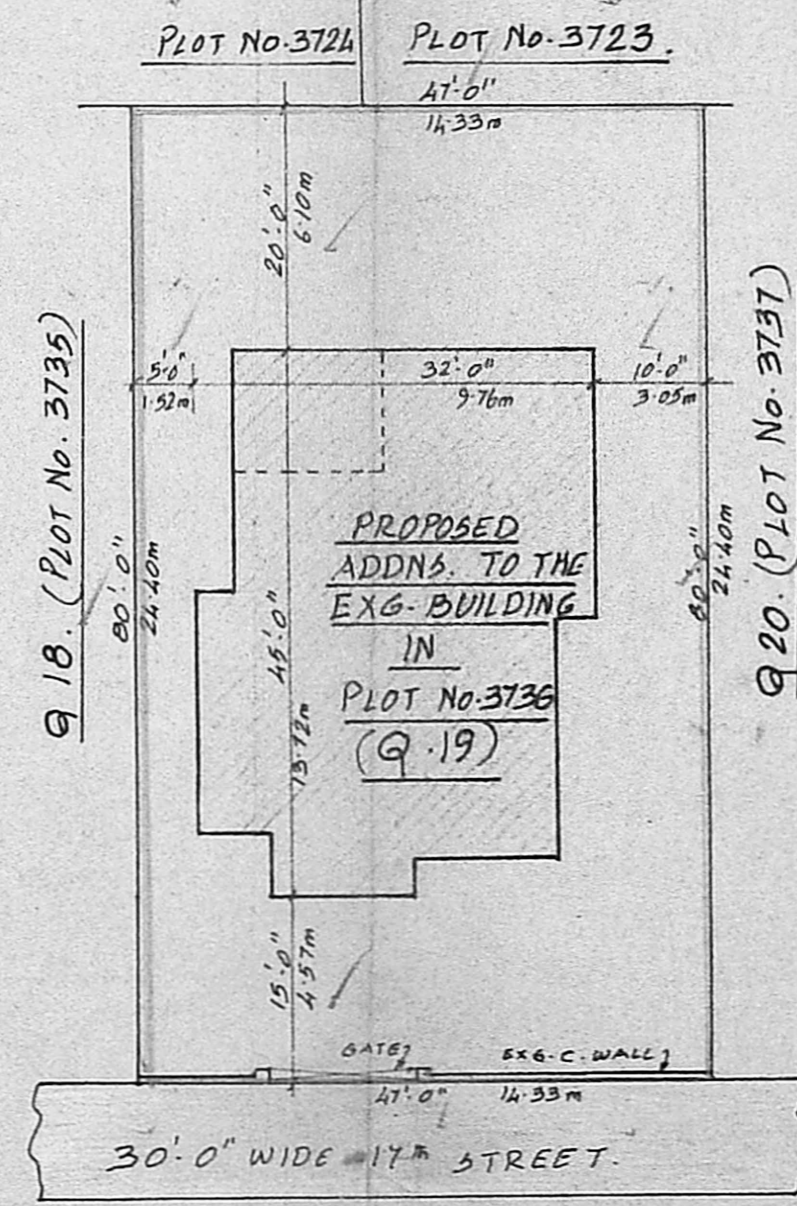 PLOT No.3724
PLOT No.3723.
47'-0"
14.33m
20'-0"
6.10m
5'-0"
1.52m
32'-0"
9.76m
10'-0"
3.05m
Q 18. (PLOT No. 3735)
80'-0"
24.40m
PROPOSED
ADDNS. TO THE
EXG-BUILDING
IN
PLOT No.3736
(Q.19)
45'-0"
13.72m
80'-0"
24.40m
Q 20. (PLOT No. 3737)
15'-0"
4.57m
GATE
EXG-C-WALL
47'-0"
14.33m
30'-0" WIDE 17TH STREET.